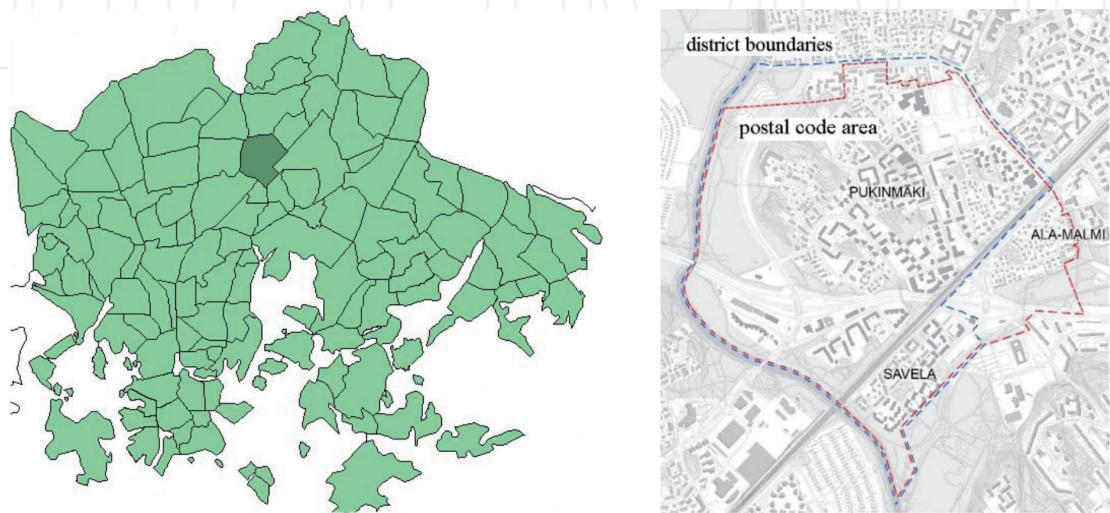 district boundaries
postal code area
PUKINMÄKI
ALA-MALMI
SAVELA